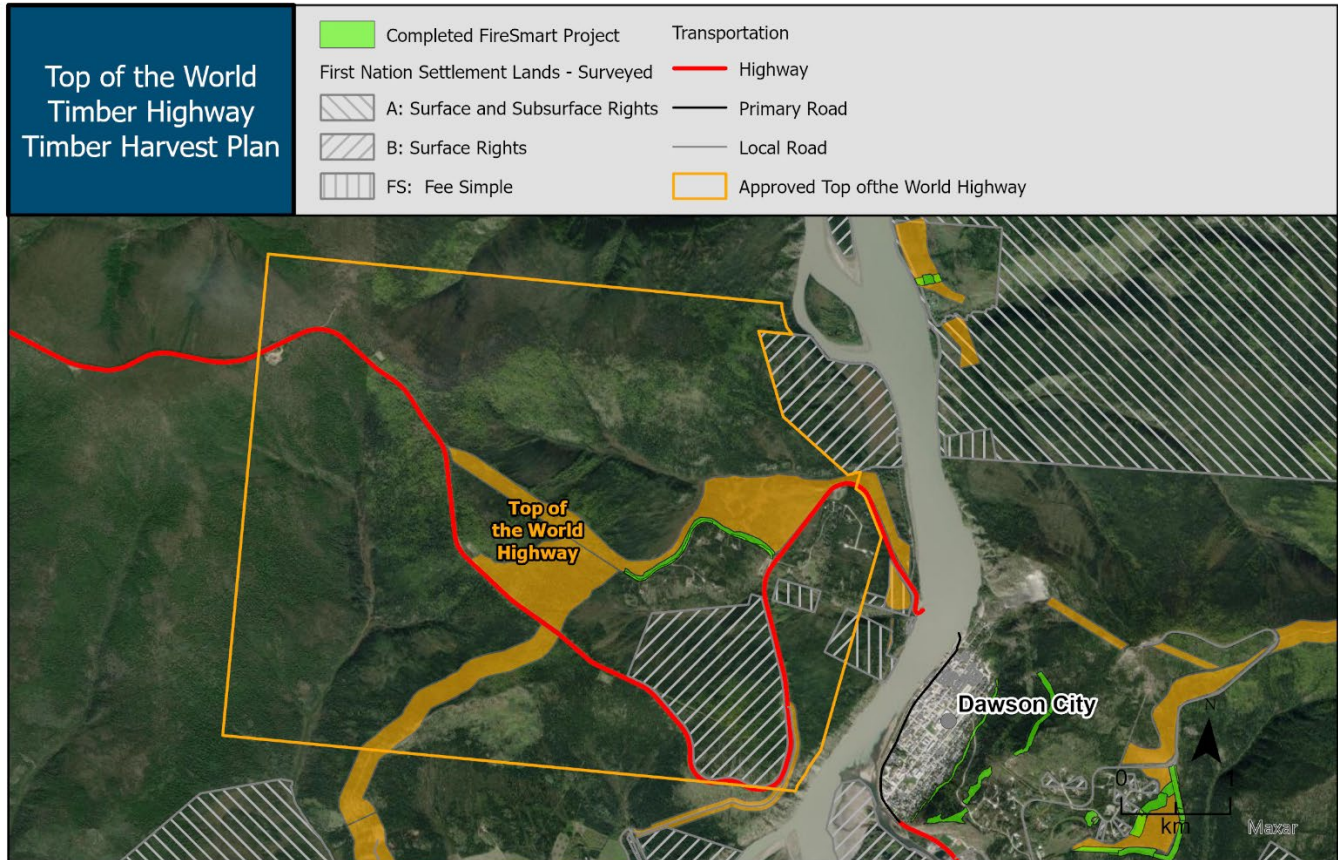 Top of the World
Timber Highway
Timber Harvest Plan
Completed FireSmart Project
First Nation Settlement Lands - Surveyed
A: Surface and Subsurface Rights
B: Surface Rights
FS: Fee Simple
Transportation
Highway
Primary Road
Local Road
Approved Top ofthe World Highway
Top of
the World
Highway
Dawson City
N
0 1
km
Maxar